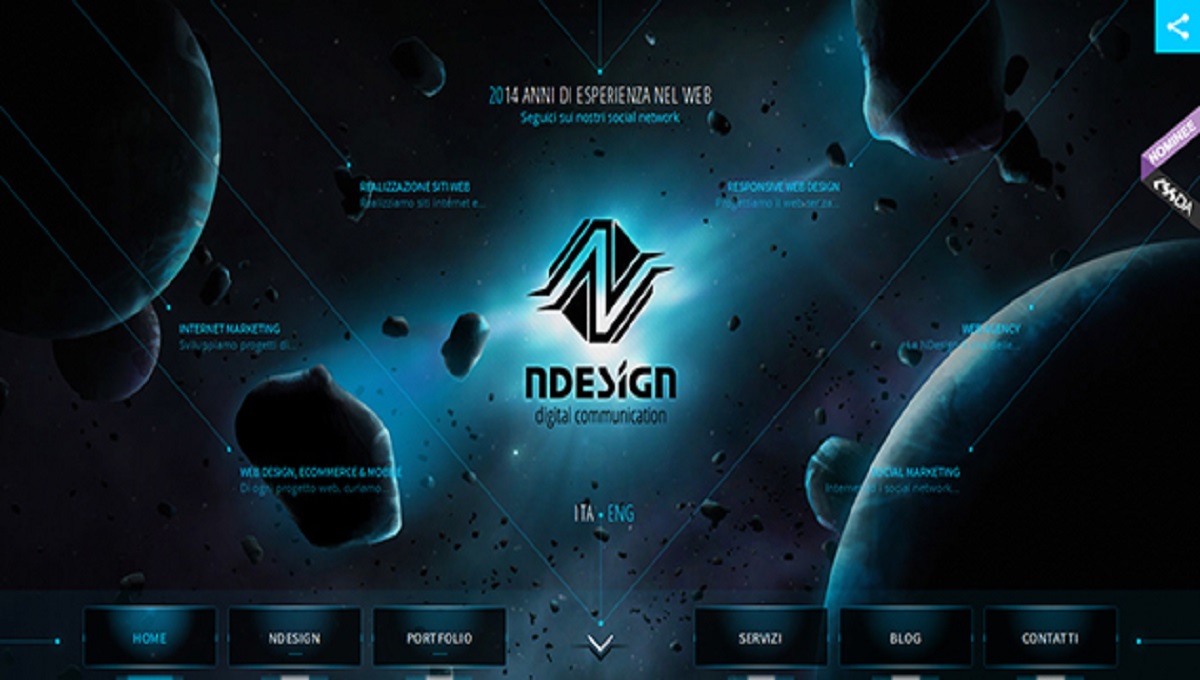 2014 ANNI DI ESPERIENZA NEL WEB
Seguici sui nostri social network
NOMINEE
CSSDA
REALIZZAZIONE SITI WEB
Realizziamo siti internet e...
RESPONSIVE WEB DESIGN
Progettiamo il web senza...
INTERNET MARKETING
Sviluppiamo progetti di...
WEB AGENCY
La NDesign delle...
NDESIGN
digital communication
WEB DESIGN, ECOMMERCE & MOBILE
Di ogni progetto web, curiamo...
SOCIAL MARKETING
Internet i social network...
ITA • ENG
HOME
NDESIGN
PORTFOLIO
SERVIZI
BLOG
CONTATTI